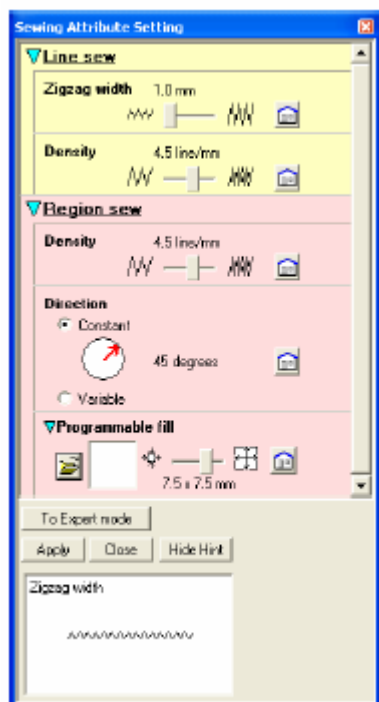 Sewing Attribute Setting
Line sew
Zigzag width 1.0 mm
Density 4.5 line/mm
Region sew
Density 4.5 line/mm
Direction
Constant
45 degrees
Variable
Programmable fill
7.5 x 7.5 mm
To Expert mode
Apply Close Hide Hint
Zigzag width